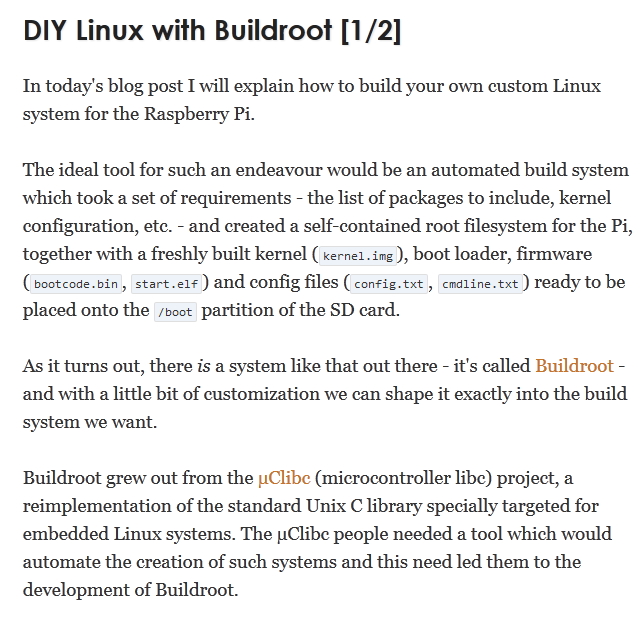 DIY Linux with Buildroot [1/2]
In today's blog post I will explain how to build your own custom Linux
system for the Raspberry Pi.
The ideal tool for such an endeavour would be an automated build system
which took a set of requirements - the list of packages to include, kernel
configuration, etc. - and created a self-contained root filesystem for the Pi,
together with a freshly built kernel (kernel.img), boot loader, firmware
(bootcode.bin, start.elf) and config files (config.txt, cmdline.txt) ready to be
placed onto the /boot partition of the SD card.
As it turns out, there is a system like that out there - it's called Buildroot -
and with a little bit of customization we can shape it exactly into the build
system we want.
Buildroot grew out from the µClibc (microcontroller libc) project, a
reimplementation of the standard Unix C library specially targeted for
embedded Linux systems. The µClibc people needed a tool which would
automate the creation of such systems and this need led them to the
development of Buildroot.